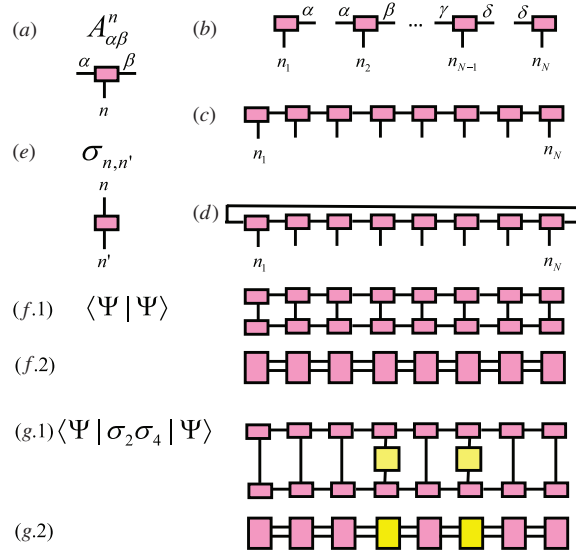 (a) A^n_{αβ}
α β
n
(b) α α β ... γ δ δ
n_1 n_2 n_{N-1} n_N
(c)
n_1 n_N
(e) σ_{n,n'}
n
n'
(d)
n_1 n_N
(f.1) ⟨Ψ|Ψ⟩
(f.2)
(g.1) ⟨Ψ|σ_2σ_4|Ψ⟩
(g.2)